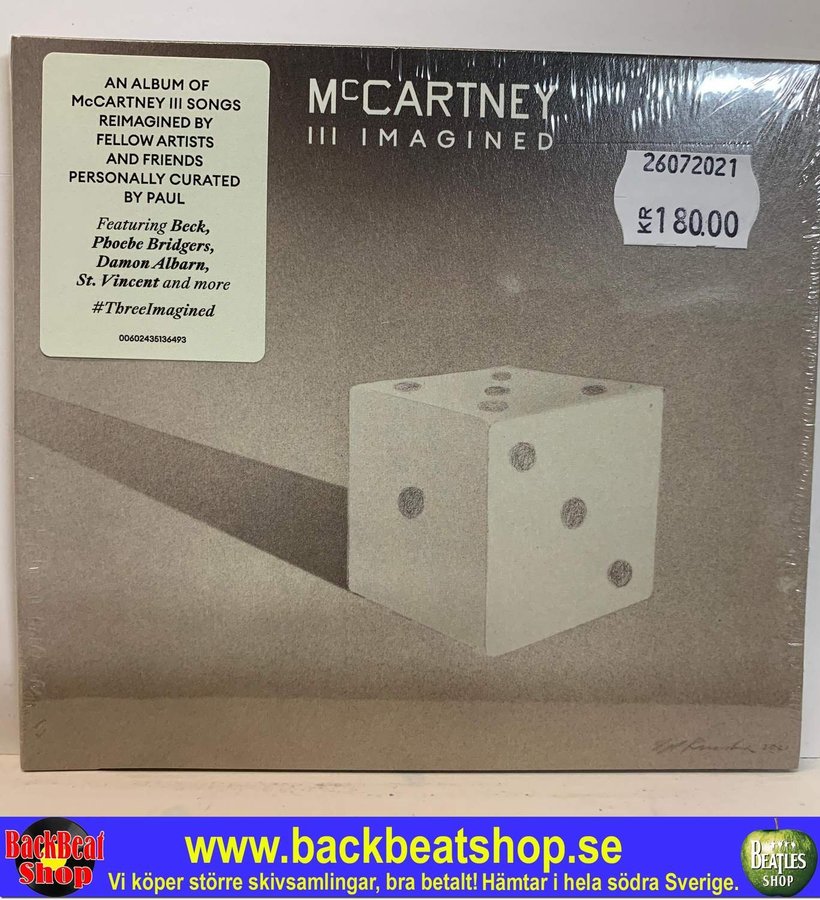 AN ALBUM OF
McCARTNEY III SONGS
REIMAGINED BY
FELLOW ARTISTS
AND FRIENDS
PERSONALLY CURATED
BY PAUL
Featuring Beck,
Phoebe Bridgers,
Damon Albarn,
St. Vincent and more
#ThreeImagined
00602435136493
McCARTNEY
III IMAGINED
26072021
KR 180.00
2021
BackBeat
Shop
www.backbeatshop.se
Vi köper större skivsamlingar, bra betalt! Hämtar i hela södra Sverige.
BEATLES
SHOP